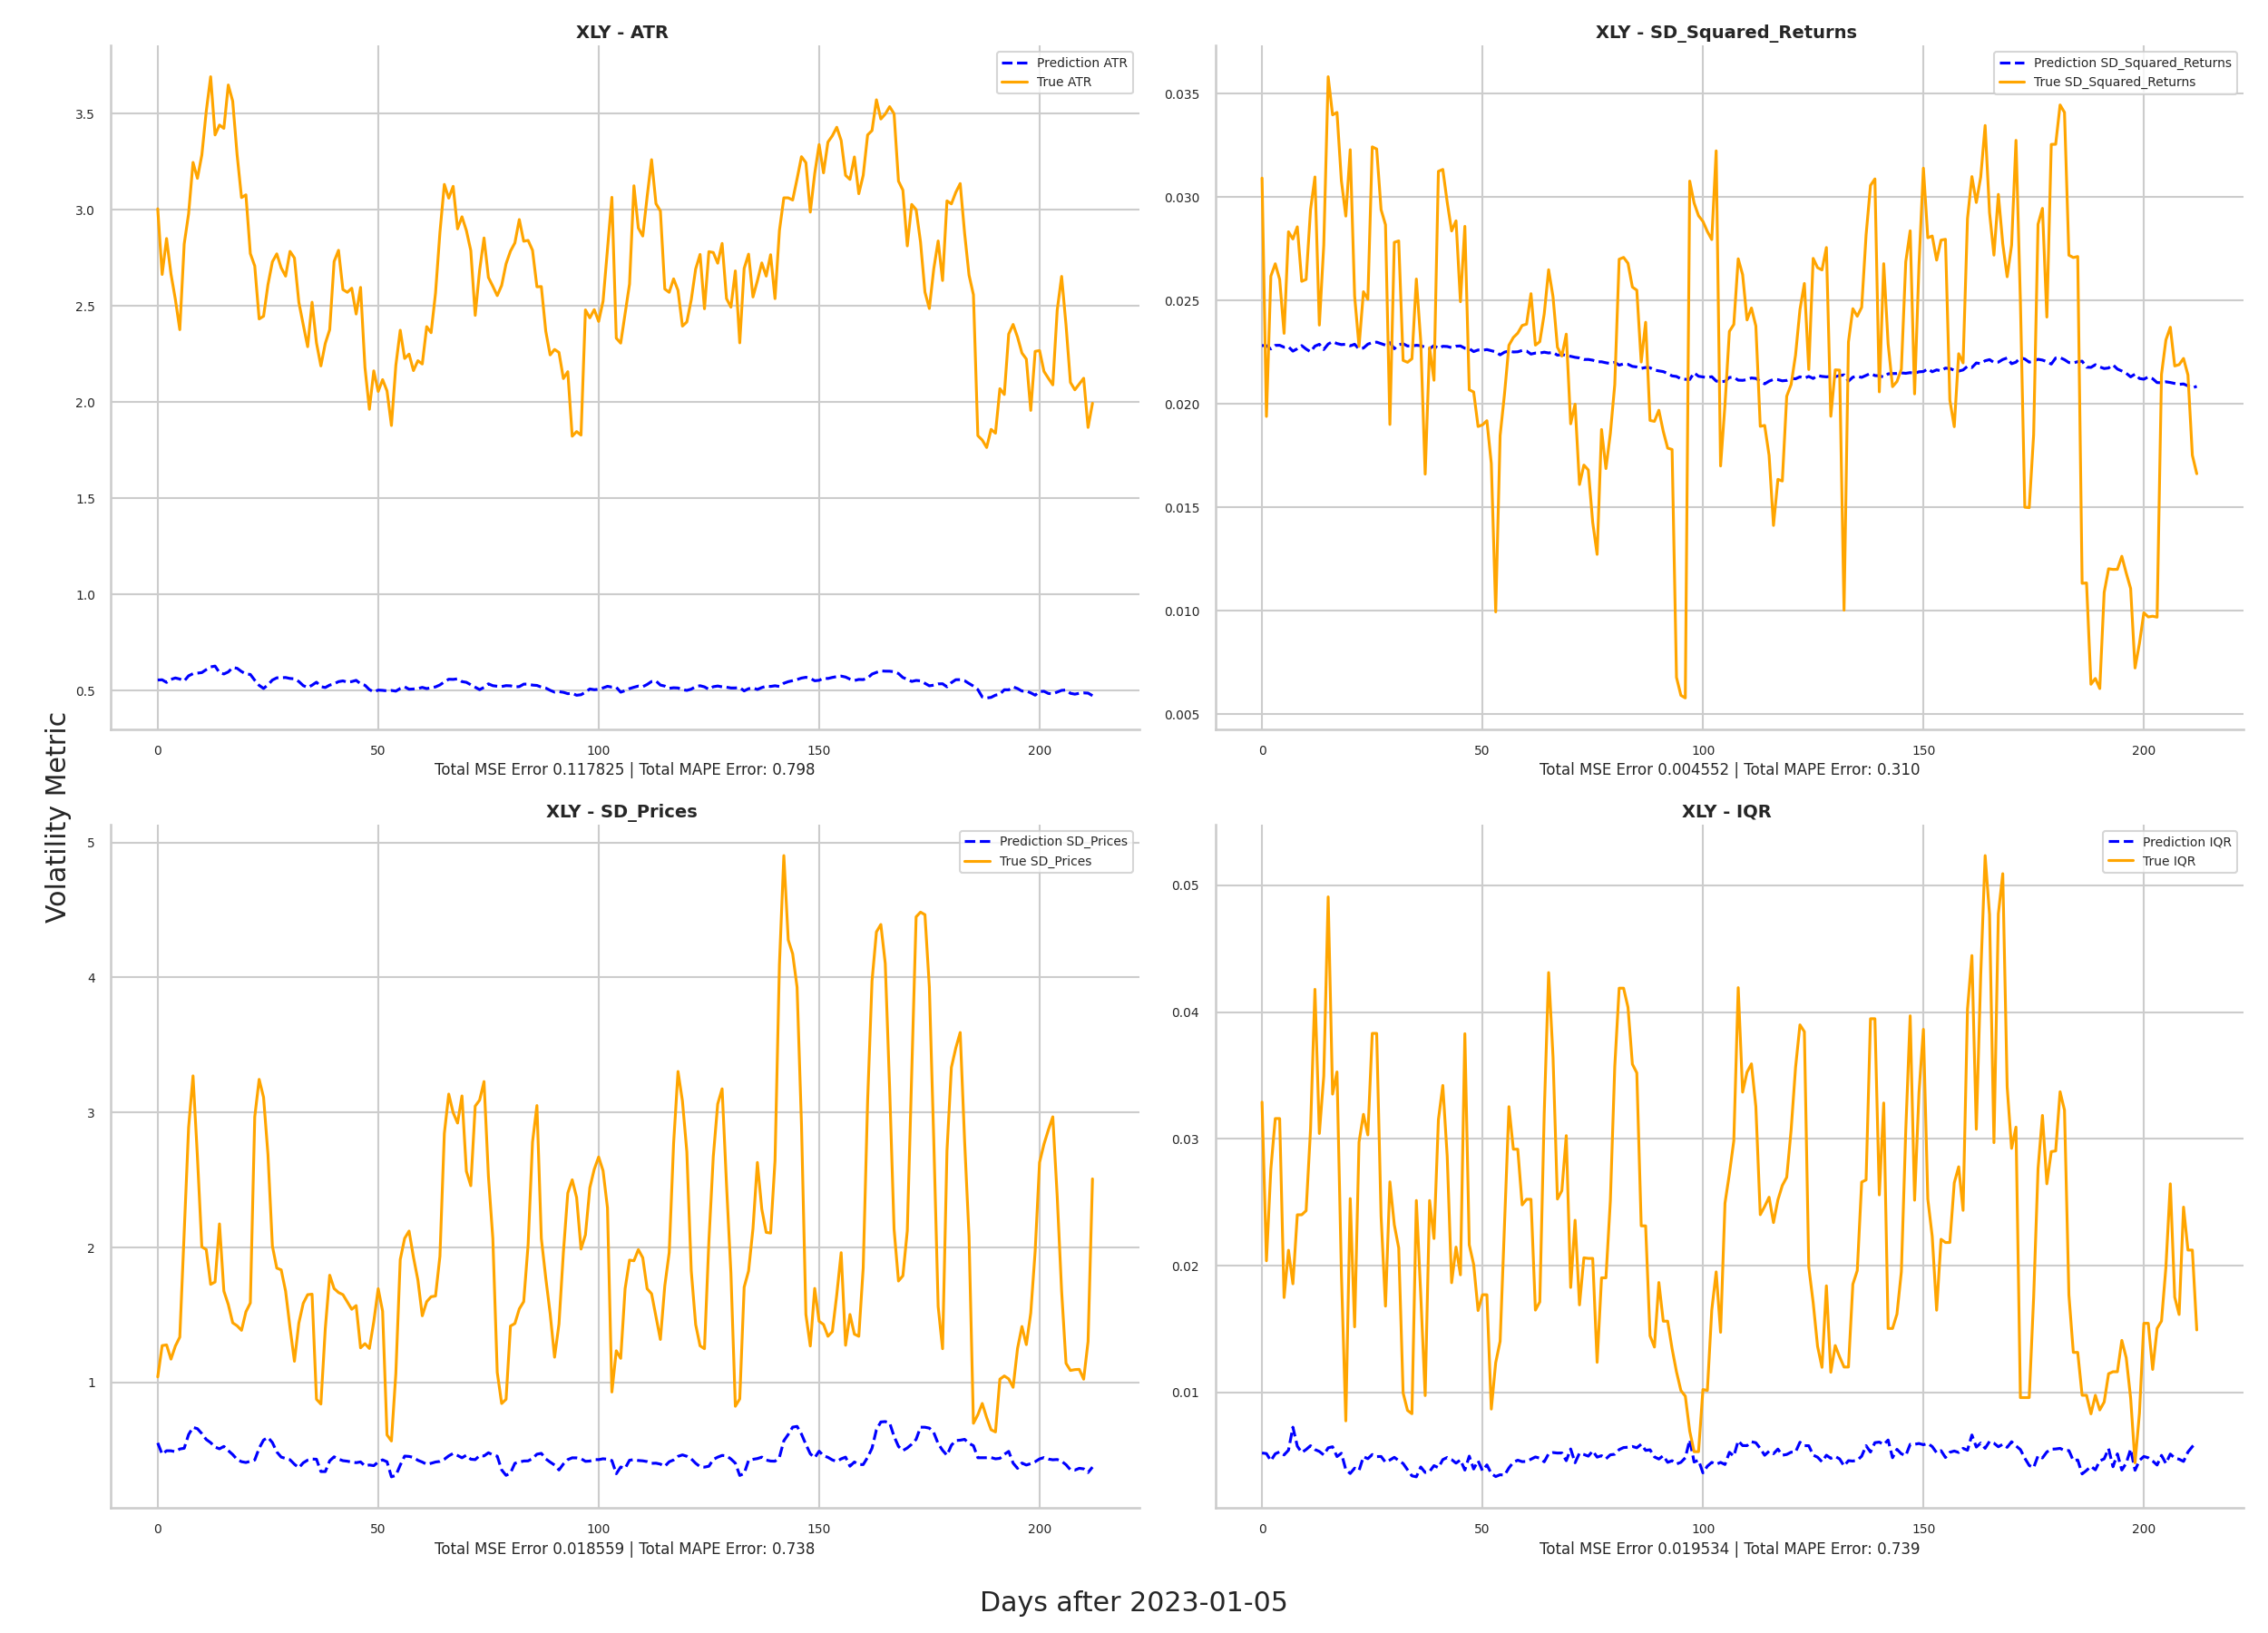 XLY - ATR
Prediction ATR
True ATR
3.5
3.0
2.5
2.0
1.5
1.0
0.5
0 50 100 150 200
Total MSE Error 0.117825 | Total MAPE Error: 0.798
XLY - SD_Squared_Returns
Prediction SD_Squared_Returns
True SD_Squared_Returns
0.035
0.030
0.025
0.020
0.015
0.010
0.005
0 50 100 150 200
Total MSE Error 0.004552 | Total MAPE Error: 0.310
Volatility Metric
XLY - SD_Prices
Prediction SD_Prices
True SD_Prices
5
4
3
2
1
0 50 100 150 200
Total MSE Error 0.018559 | Total MAPE Error: 0.738
XLY - IQR
Prediction IQR
True IQR
0.05
0.04
0.03
0.02
0.01
0 50 100 150 200
Total MSE Error 0.019534 | Total MAPE Error: 0.739
Days after 2023-01-05